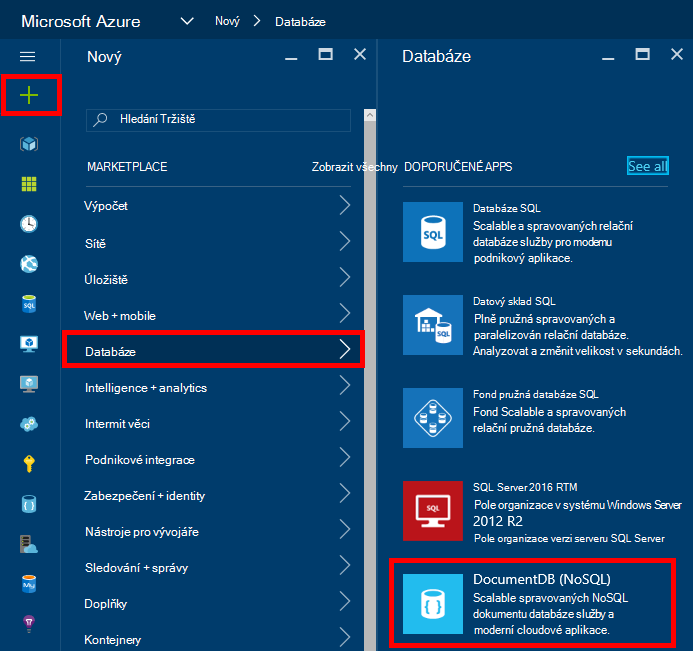 Microsoft Azure
Nový
Databáze
Nový
Hledání Tržiště
MARKETPLACE
Zobrazit všechny
Výpočet
Sítě
Úložiště
Web + mobile
Databáze
Intelligence + analytics
Intermit věci
Podnikové integrace
Zabezpečení + identity
Nástroje pro vývojáře
Sledování + správy
Doplňky
Kontejnery
Databáze
DOPORUČENÉ APPS
See all
SQL
Databáze SQL
Scalable a spravovaných relační
databáze služby pro modemu
podnikový aplikace.
SQL
Datový sklad SQL
Plně pružná spravovaných a
paralelizován relační databáze.
Analyzovat a změnit velikost v sekundách.
Fond pružná databáze SQL
Fond Scalable a spravovaných
relační pružná databáze.
SQL
SQL Server 2016 RTM
Pole organizace v systému Windows Server
2012 R2
Pole organizace verzi serveru SQL Server
DocumentDB (NoSQL)
Scalable spravovaných NoSQL
dokumentu databáze služby a
moderní cloudové aplikace.